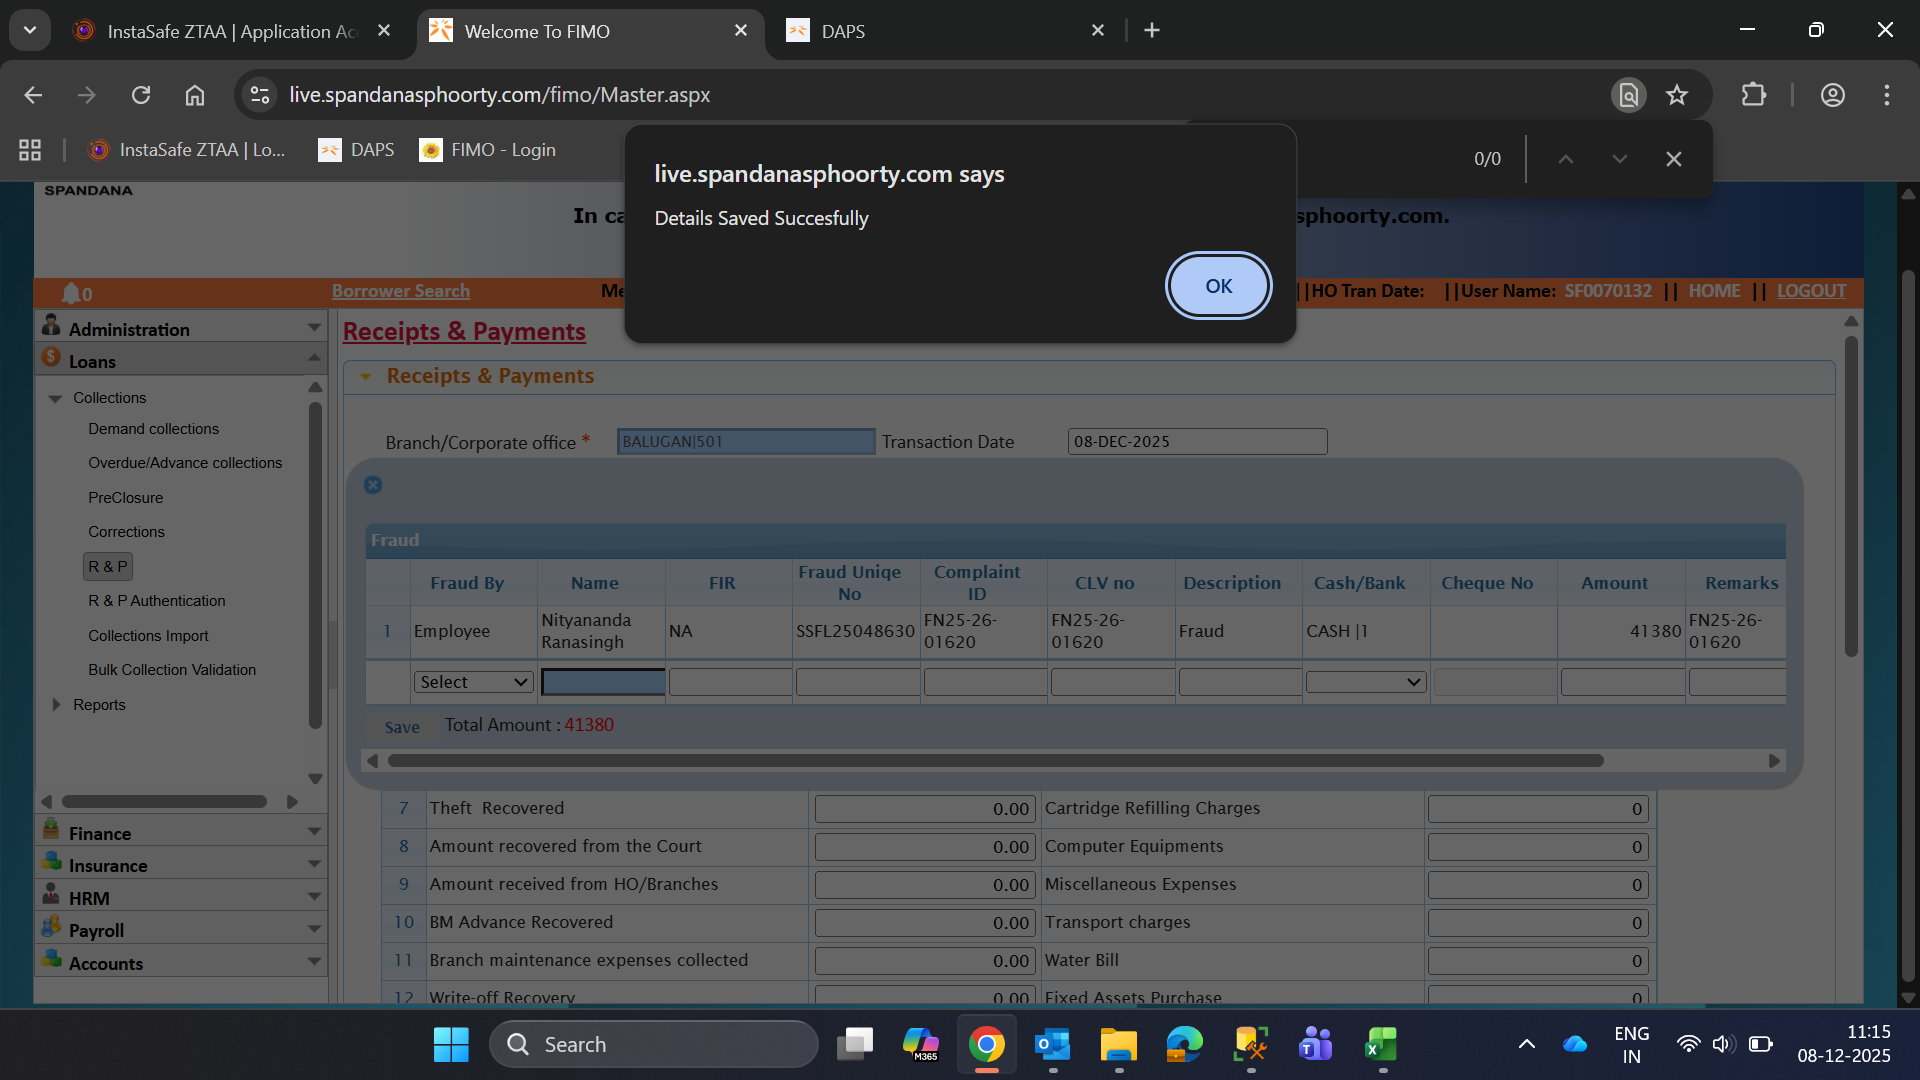 InstaSafe ZTAA | Application Acc
Welcome To FIMO
DAPS
live.spandanasphoorty.com/fimo/Master.aspx
InstaSafe ZTAA | Lo...
DAPS
FIMO - Login
0/0
live.spandanasphoorty.com says
Details Saved Succesfully
OK
SPANDANA
In ca
sphoorty.com.
0
Borrower Search
Me
||HO Tran Date: ||User Name: SF0070132 || HOME || LOGOUT
Administration
Loans
Collections
Demand collections
Overdue/Advance collections
PreClosure
Corrections
R & P
R & P Authentication
Collections Import
Bulk Collection Validation
Reports
Finance
Insurance
HRM
Payroll
Accounts
Receipts & Payments
Receipts & Payments
Branch/Corporate office * BALUGAN|501 Transaction Date 08-DEC-2025
Fraud
Fraud By Name FIR Fraud Uniqe No Complaint ID CLV no Description Cash/Bank Cheque No Amount Remarks
1 Employee Nityananda Ranasingh NA SSFL25048630 FN25-26-01620 FN25-26-01620 Fraud CASH |1 41380 FN25-26-01620
Select
Save Total Amount : 41380
7 Theft Recovered 0.00 Cartridge Refilling Charges 0
8 Amount recovered from the Court 0.00 Computer Equipments 0
9 Amount received from HO/Branches 0.00 Miscellaneous Expenses 0
10 BM Advance Recovered 0.00 Transport charges 0
11 Branch maintenance expenses collected 0.00 Water Bill 0
12 Write-off Recovery 0.00 Fixed Assets Purchase 0
Search
M365
ENG
IN
11:15
08-12-2025